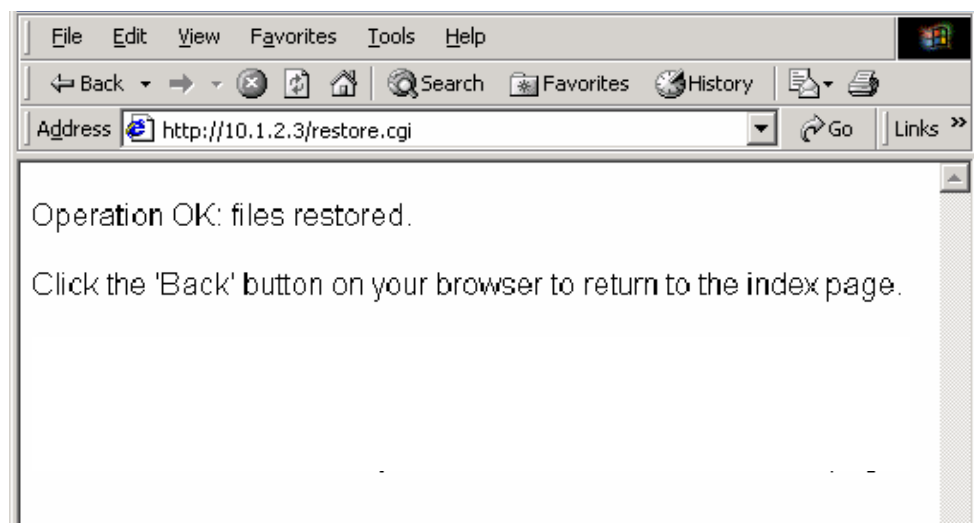 File Edit View Favorites Tools Help
Back Search Favorites History
Address http://10.1.2.3/restore.cgi Go Links »
Operation OK: files restored.
Click the 'Back' button on your browser to return to the index page.